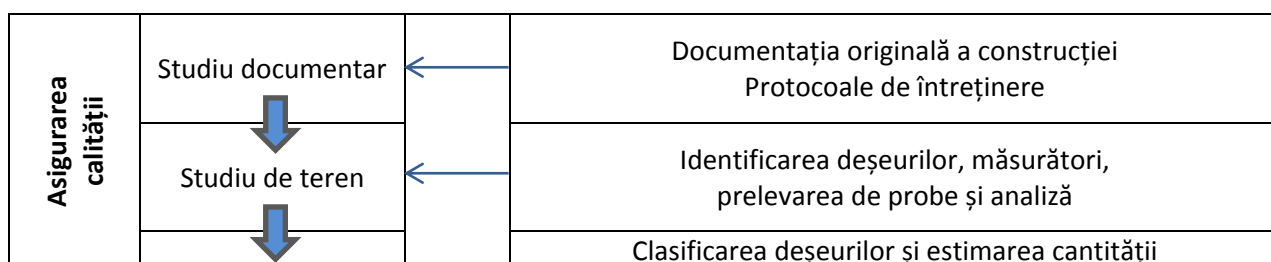 Asigurarea
calității
Studiu documentar
Documentația originală a construcției
Protocoale de întreținere
Studiu de teren
Identificarea deșeurilor, măsurători,
prelevarea de probe și analiză
Clasificarea deșeurilor și estimarea cantității